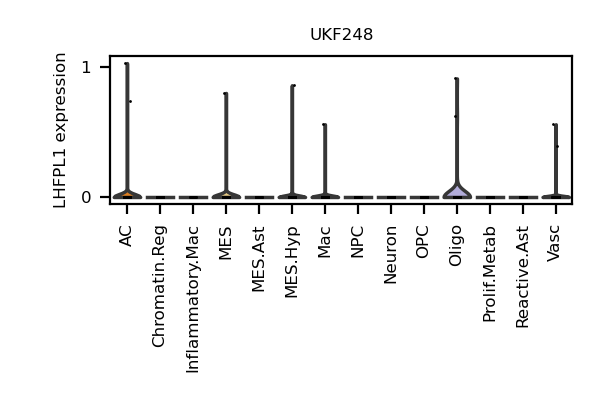 UKF248
LHFPL1 expression
1
0
AC
Chromatin.Reg
Inflammatory.Mac
MES
MES.Ast
MES.Hyp
Mac
NPC
Neuron
OPC
Oligo
Prolif.Metab
Reactive.Ast
Vasc